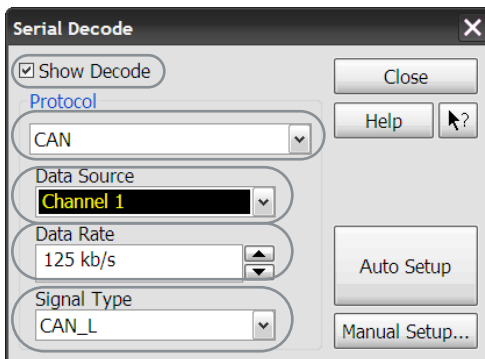 Serial Decode
Show Decode
Close
Protocol
CAN
Help
?
Data Source
Channel 1
Data Rate
125 kb/s
Auto Setup
Signal Type
CAN_L
Manual Setup...